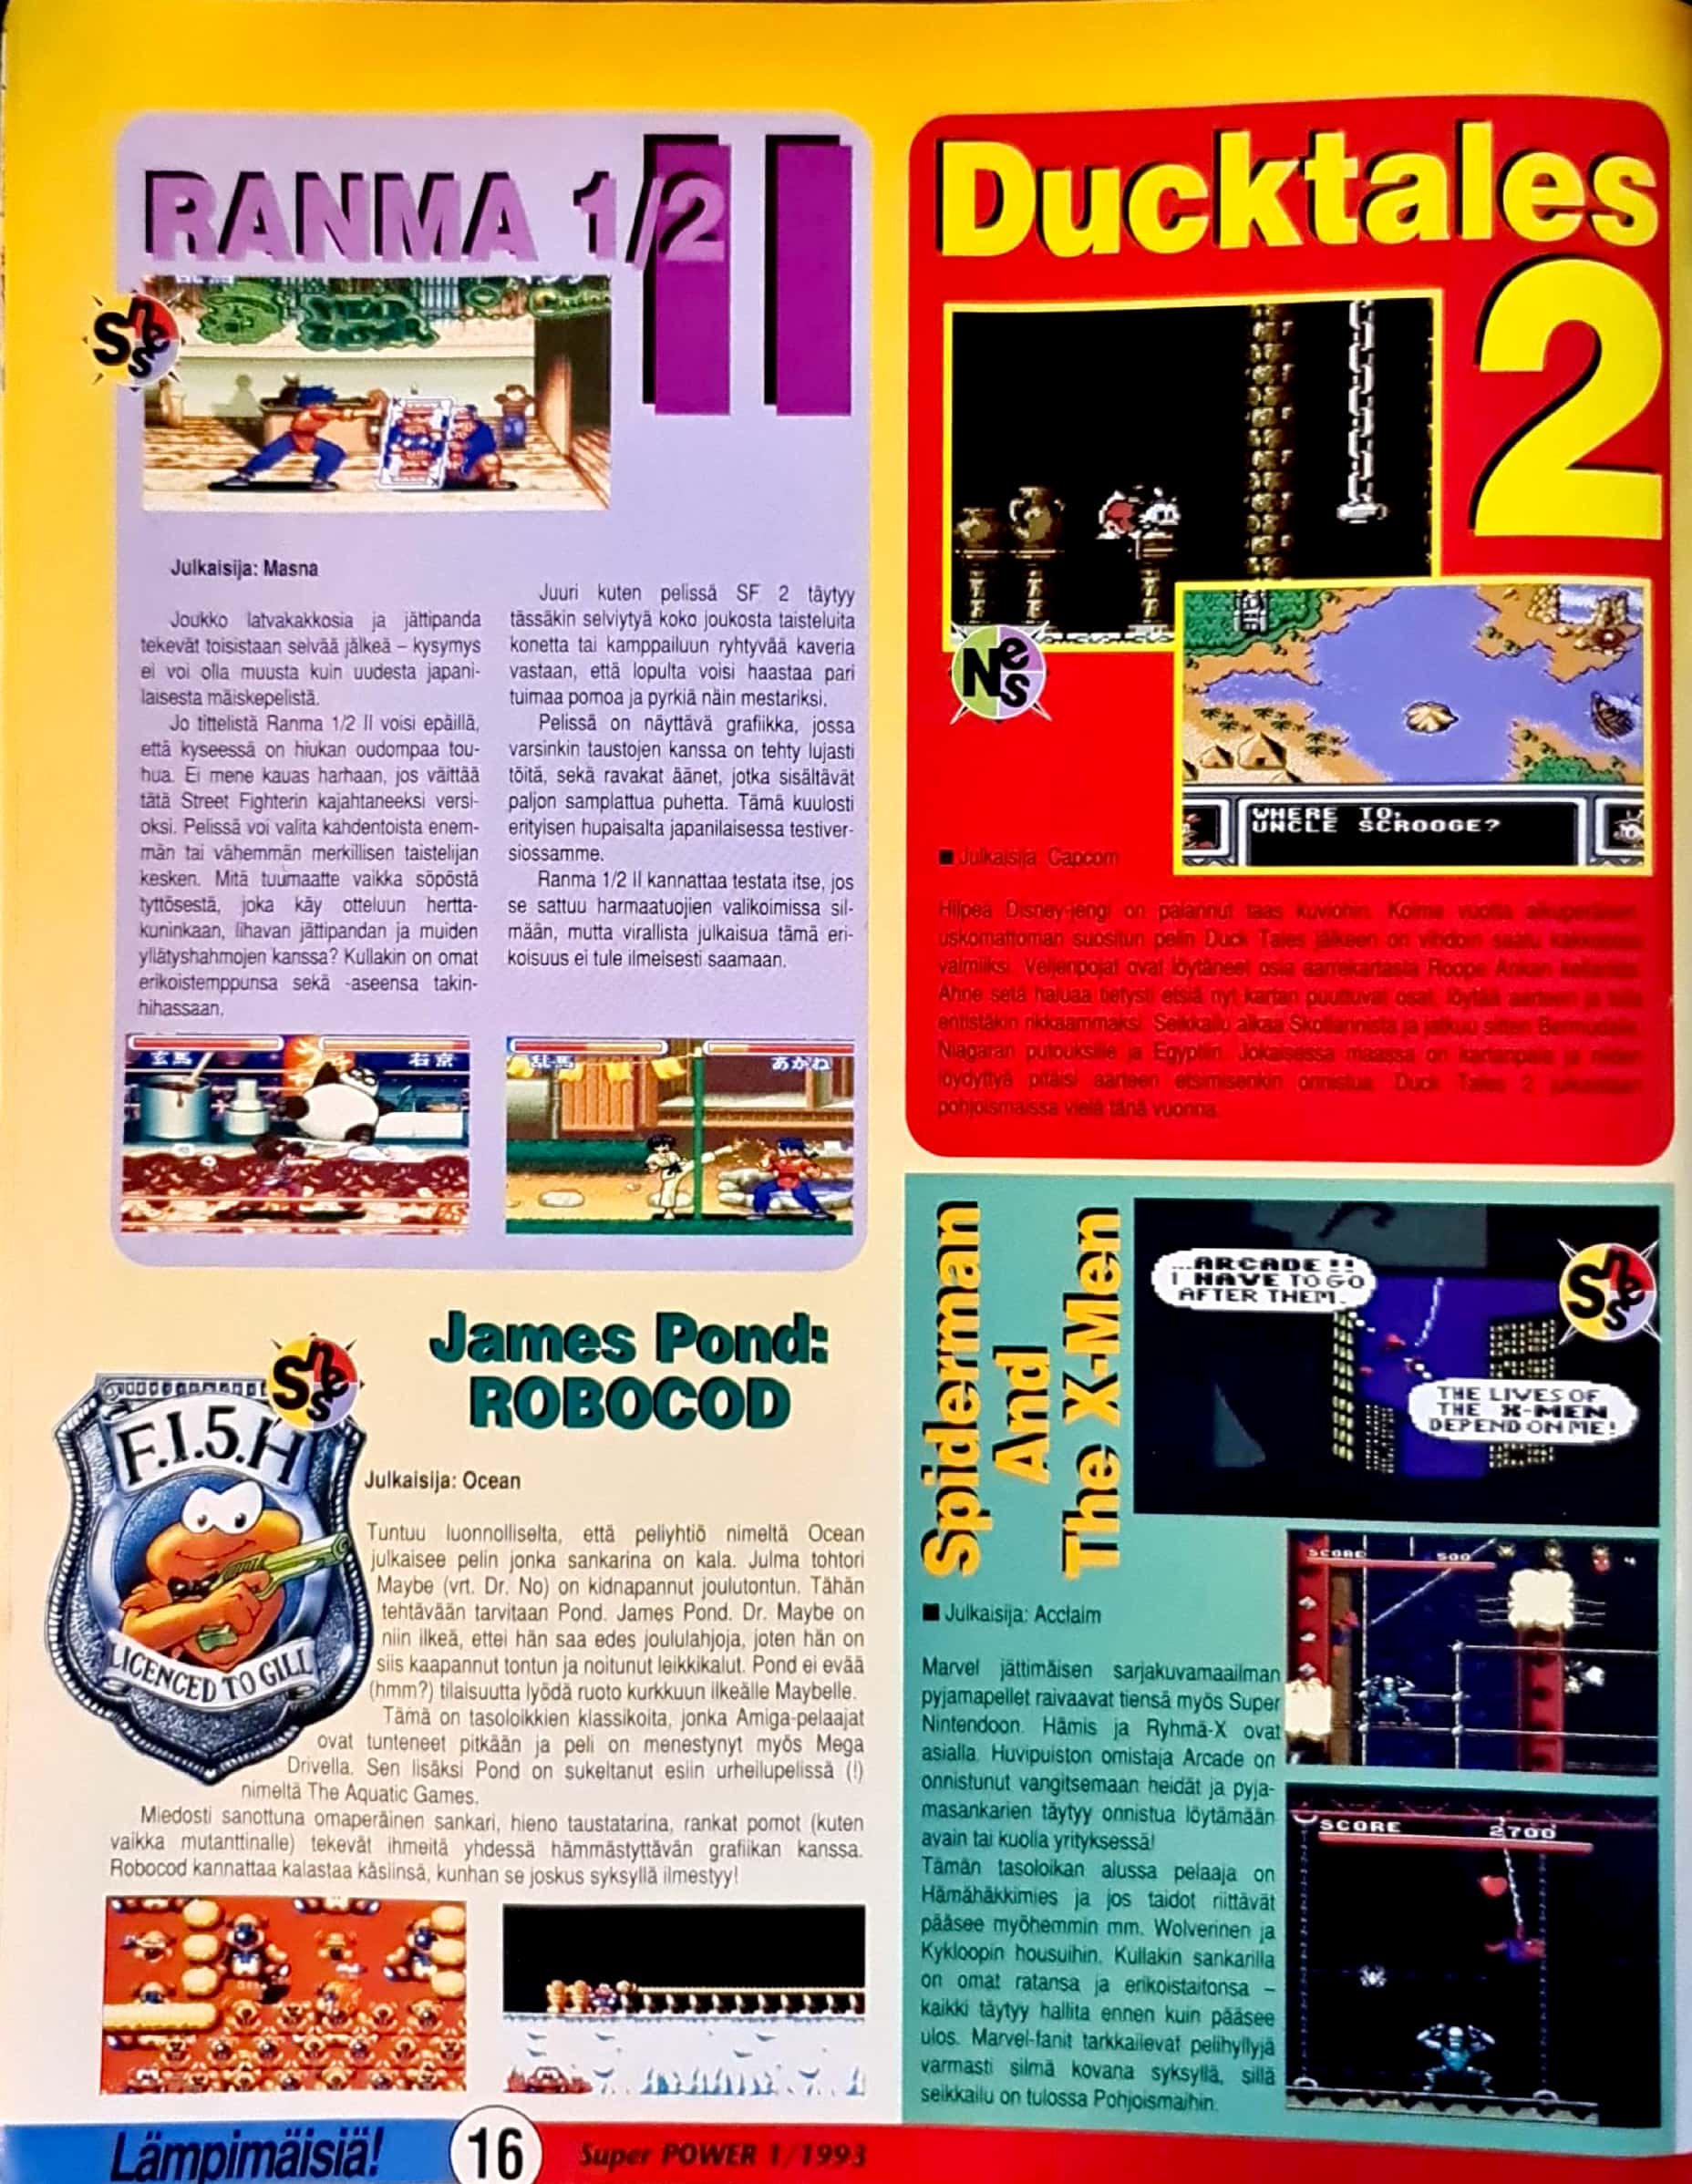 RANMA 1/2 II
Snes
Julkaisija: Masna
Joukko latvakakkosia ja jättipanda
tekevät toisistaan selvää jälkeä – kysymys
ei voi olla muusta kuin uudesta japani-
laisesta mäiskepelistä.
Jo tittelistä Ranma 1/2 II voisi epäillä,
että kyseessä on hiukan oudompaa tou-
hua. Ei mene kauas harhaan, jos väittää
tätä Street Fighterin kajahtaneeksi versi-
oksi. Pelissä voi valita kahdentoista enem-
män tai vähemmän merkillisen taistelijan
kesken. Mitä tuumaatte vaikka söpöstä
tyttösestä, joka käy otteluun hertta-
kuninkaan, lihavan jättipandan ja muiden
yllätyshahmojen kanssa? Kullakin on omat
erikoistemppunsa sekä -aseensa takin-
hihassaan.
Juuri kuten pelissä SF 2 täytyy
tässäkin selviytyä koko joukosta taisteluita
konetta tai kamppailuun ryhtyvää kaveria
vastaan, että lopulta voisi haastaa pari
tuimaa pomoa ja pyrkiä näin mestariksi.
Pelissä on näyttävä grafiikka, jossa
varsinkin taustojen kanssa on tehty lujasti
töitä, sekä ravakat äänet, jotka sisältävät
paljon samplattua puhetta. Tämä kuulosti
erityisen hupaisalta japanilaisessa testiver-
siossamme.
Ranma 1/2 II kannattaa testata itse, jos
se sattuu harmaatuojien valikoimissa sil-
mään, mutta virallista julkaisua tämä eri-
koisuus ei tule ilmeisesti saamaan.
玄馬
右京
乱馬
あかね
Ducktales
2
Nes
WHERE TO,
UNCLE SCROOGE?
■ Julkaisija: Capcom
Hilpeä Disney-jengi on palannut taas kuvioihin. Kolme vuotta alkuperäisen
uskomattoman suositun pelin Duck Tales jälkeen on vihdoin saatu kakkososa
valmiiksi. Veljenpojat ovat löytäneet osia aarrekartasta Roope Ankan
Ahne setä haluaa tietysti etsiä nyt kartan puuttuvat osat, löytää aarteen ja tulla
entistäkin rikkaammaksi. Seikkailu alkaa Skotlannista ja jatkuu sitten Bermudalle,
Niagaran putouksille ja Egyptiin. Jokaisessa maassa on kartanpala ja niiden
löydyttyä pitäisi aarteen etsimisenkin onnistua. Duck Tales 2 julkaistaan
pohjoismaissa vielä tänä vuonna.
James Pond:
ROBOCOD
Snes
F.I.5.H
LICENCED TO GILL
Julkaisija: Ocean
Tuntuu luonnolliselta, että peliyhtiö nimeltä Ocean
julkaisee pelin jonka sankarina on kala. Julma tohtori
Maybe (vrt. Dr. No) on kidnapannut joulutontun. Tähän
tehtävään tarvitaan Pond. James Pond. Dr. Maybe on
niin ilkeä, ettei hän saa edes joululahjoja, joten hän on
siis kaapannut tontun ja noitunut leikkikalut. Pond ei evää
(hmm?) tilaisuutta lyödä ruoto kurkkuun ilkeälle Maybelle.
Tämä on tasoloikkien klassikoita, jonka Amiga-pelaajat
ovat tunteneet pitkään ja peli on menestynyt myös Mega
Drivella. Sen lisäksi Pond on sukeltanut esiin urheilupelissä (!)
nimeltä The Aquatic Games.
Miedosti sanottuna omaperäinen sankari, hieno taustatarina, rankat pomot (kuten
vaikka mutanttinalle) tekevät ihmeitä yhdessä hämmästyttävän grafiikan kanssa.
Robocod kannattaa kalastaa käsiinsä, kunhan se joskus syksyllä ilmestyy!
Spiderman
And
The X-Men
...ARCADE!!
I HAVE TO GO
AFTER THEM.
Snes
THE LIVES OF
THE X-MEN
DEPEND ON ME!
SCORE 500
SCORE 2700
■ Julkaisija: Acclaim
Marvel jättimäisen sarjakuvamaailman
pyjamapellet raivaavat tiensä myös Super
Nintendoon. Hämis ja Ryhmä-X ovat
asialla. Huvipuiston omistaja Arcade on
onnistunut vangitsemaan heidät ja pyja-
masankarien täytyy onnistua löytämään
avain tai kuolla yrityksessä!
Tämän tasoloikan alussa pelaaja on
Hämähäkkimies ja jos taidot riittävät
pääsee myöhemmin mm. Wolverinen ja
Kykloopin housuihin. Kullakin sankarilla
on omat ratansa ja erikoistaitonsa –
kaikki täytyy hallita ennen kuin pääsee
ulos. Marvel-fanit tarkkailevat pelihyllyjä
varmasti silmä kovana syksyllä, sillä
seikkailu on tulossa Pohjoismaihin.
Lämpimäisiä!
16
Super POWER 1/1993